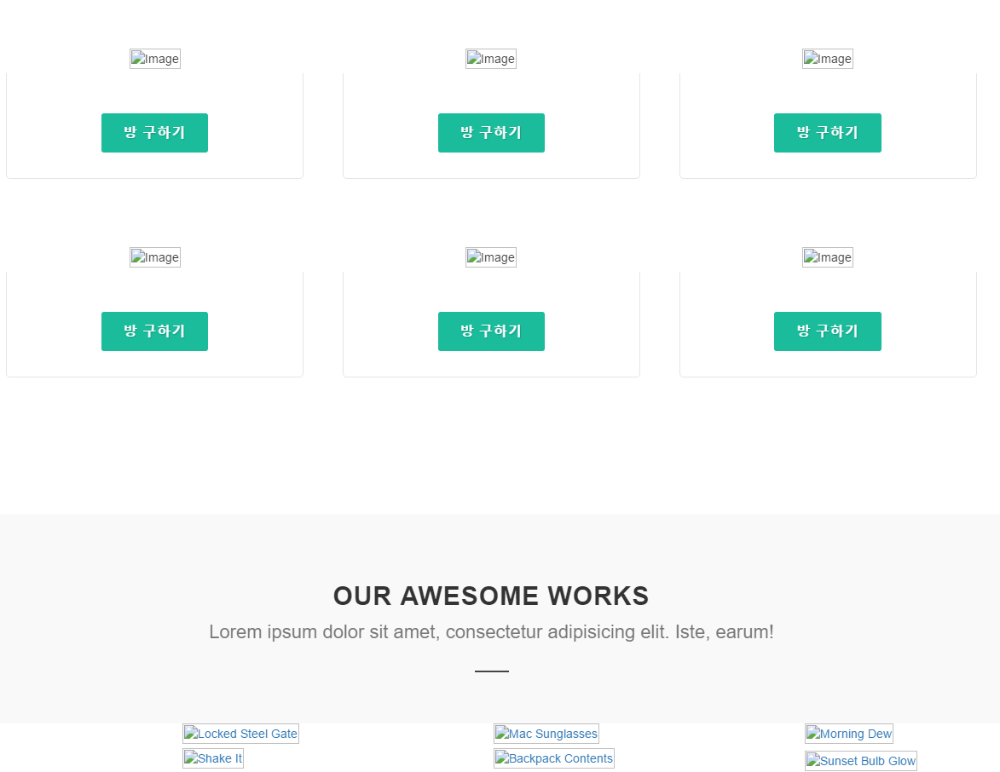 Image Image Image
방 구하기 방 구하기 방 구하기
Image Image Image
방 구하기 방 구하기 방 구하기
OUR AWESOME WORKS
Lorem ipsum dolor sit amet, consectetur adipisicing elit. Iste, earum!
Locked Steel Gate Mac Sunglasses Morning Dew
Shake It Backpack Contents Sunset Bulb Glow